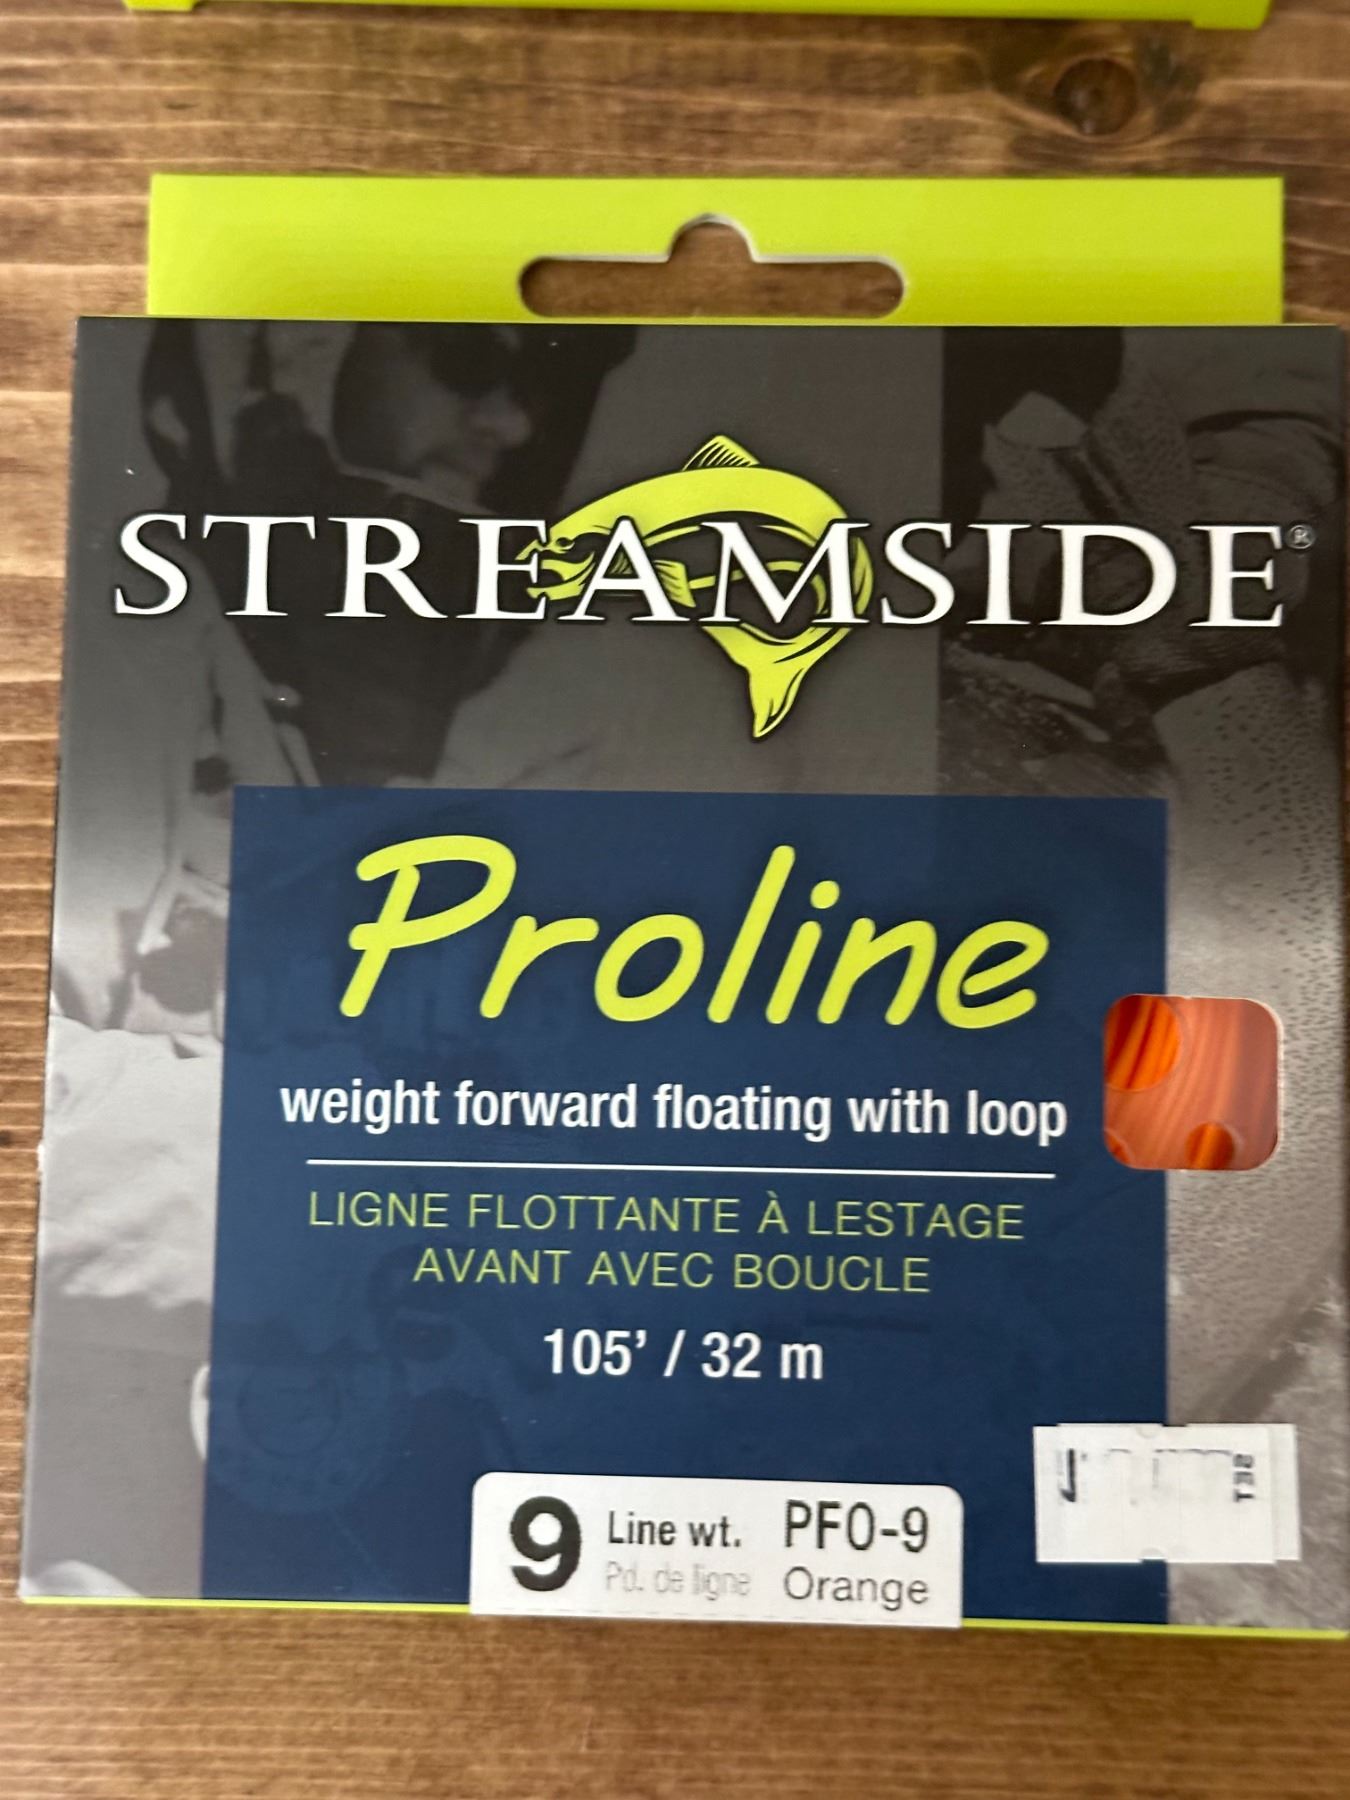 STREAMSIDE®
Proline
weight forward floating with loop
LIGNE FLOTTANTE À LESTAGE
AVANT AVEC BOUCLE
105’ / 32 m
9 Line wt. PFO-9
Pd. de ligne Orange